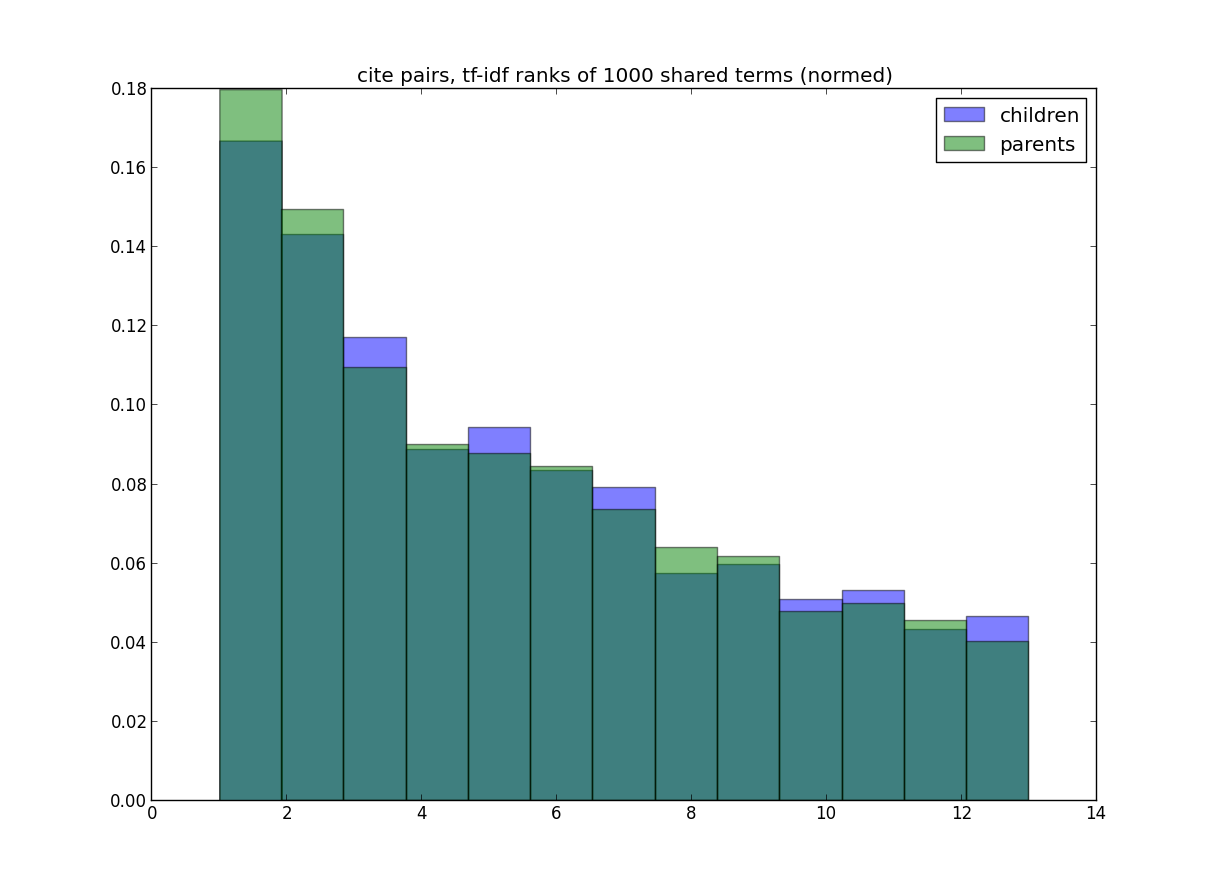 cite pairs, tf-idf ranks of 1000 shared terms (normed)
children
parents
0.18
0.16
0.14
0.12
0.10
0.08
0.06
0.04
0.02
0.00
0 2 4 6 8 10 12 14